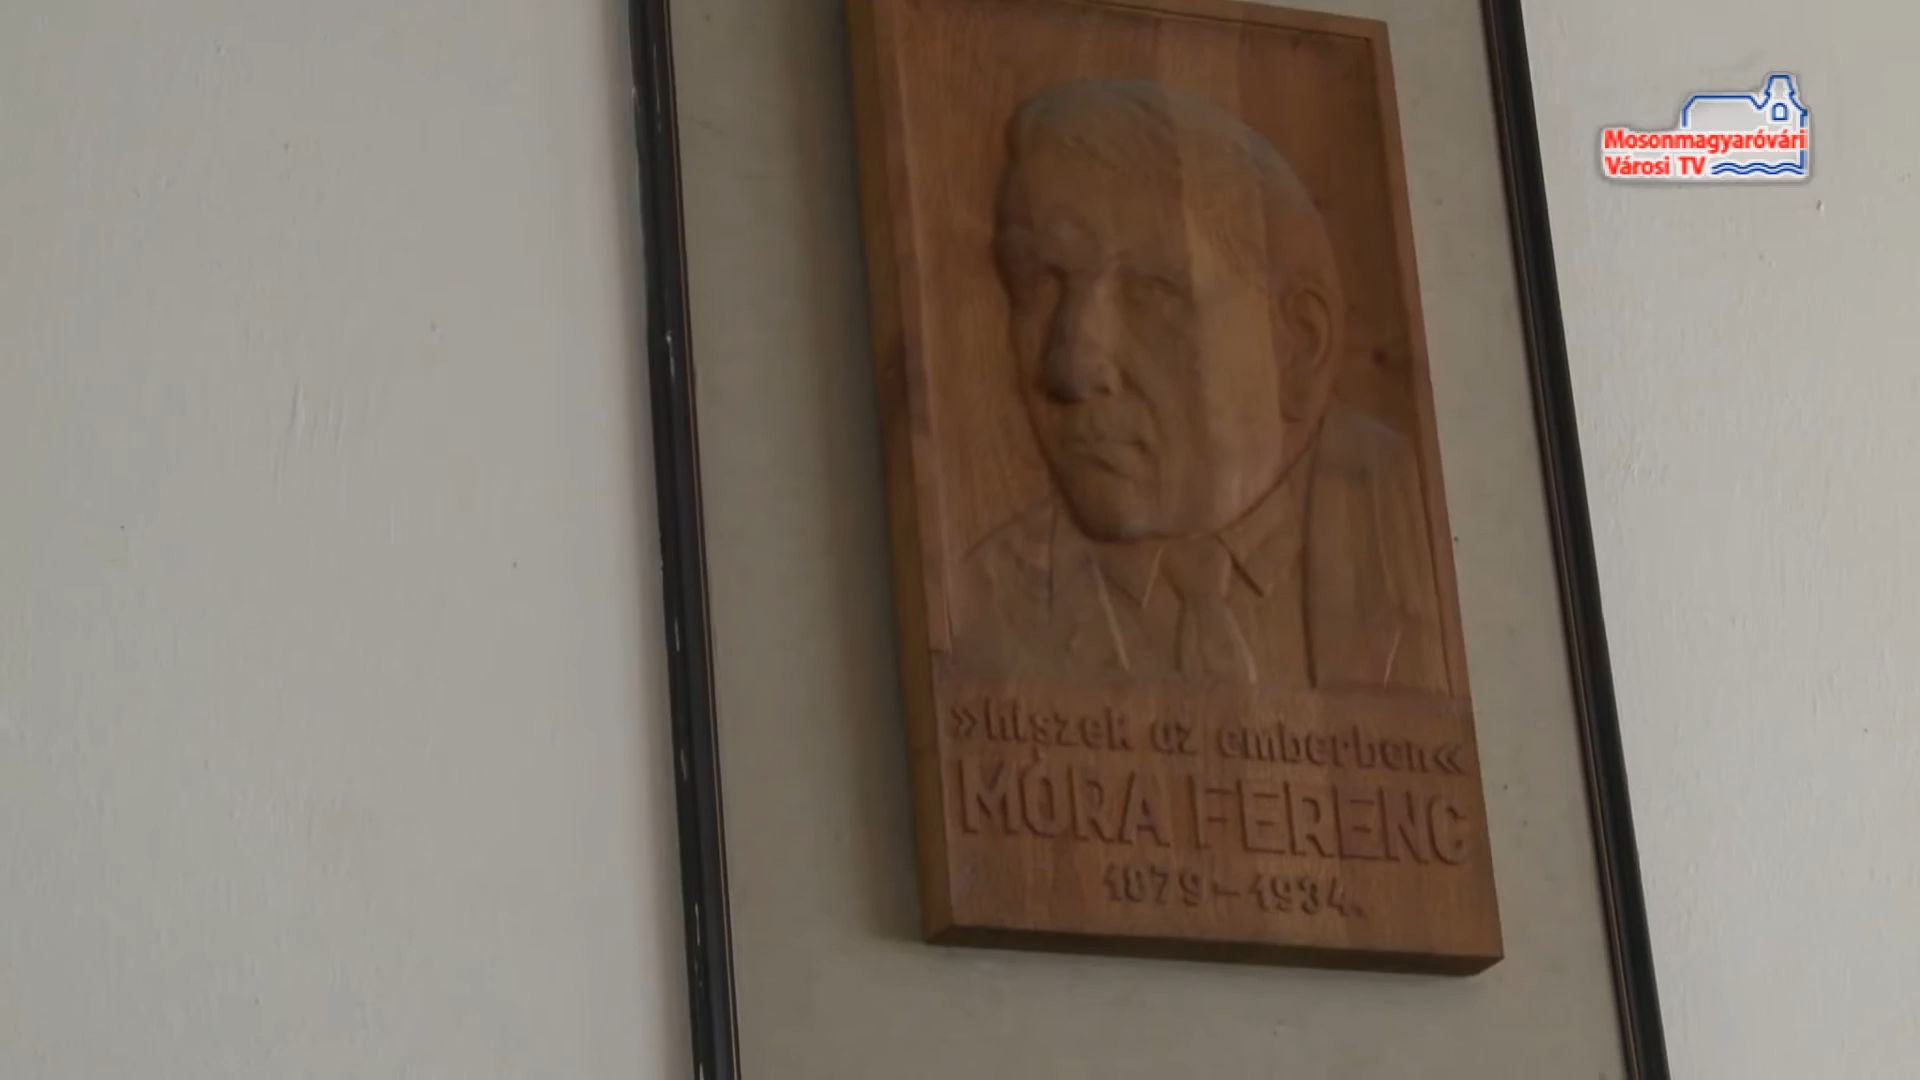 Mosonmagyaróvári
Városi TV
»hiszek az emberben«
MÓRA FERENC
1879-1934.